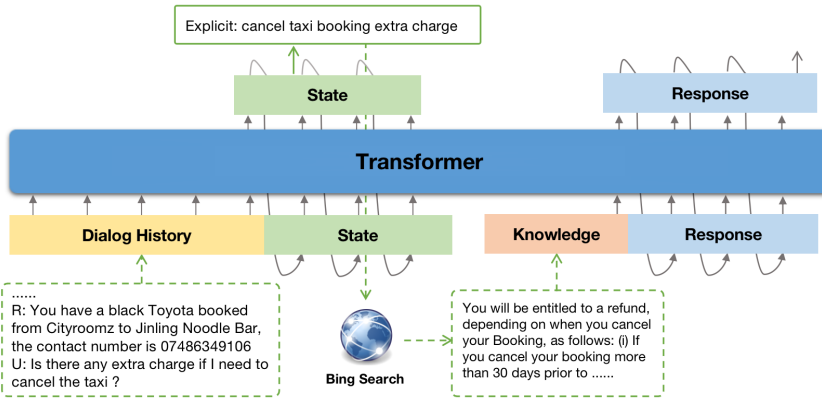 Explicit: cancel taxi booking extra charge
State
Response
Transformer
Dialog History
State
Knowledge
Response
......
R: You have a black Toyota booked
from Cityroomz to Jinling Noodle Bar,
the contact number is 07486349106
U: Is there any extra charge if I need to
cancel the taxi ?
Bing Search
You will be entitled to a refund,
depending on when you cancel
your Booking, as follows: (i) If
you cancel your booking more
than 30 days prior to ......